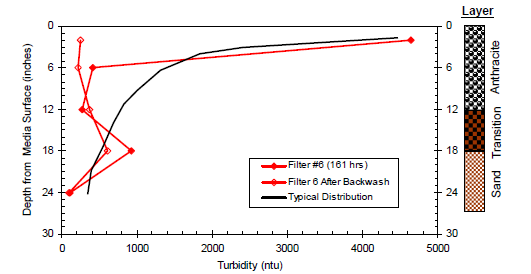 Layer
0
6
12
18
24
30
Depth from Media Surface (inches)
Filter #6 (161 hrs)
Filter 6 After Backwash
Typical Distribution
0
6
12
18
24
30
Anthracite
Transition
Sand
0
1000
2000
3000
4000
5000
Turbidity (ntu)